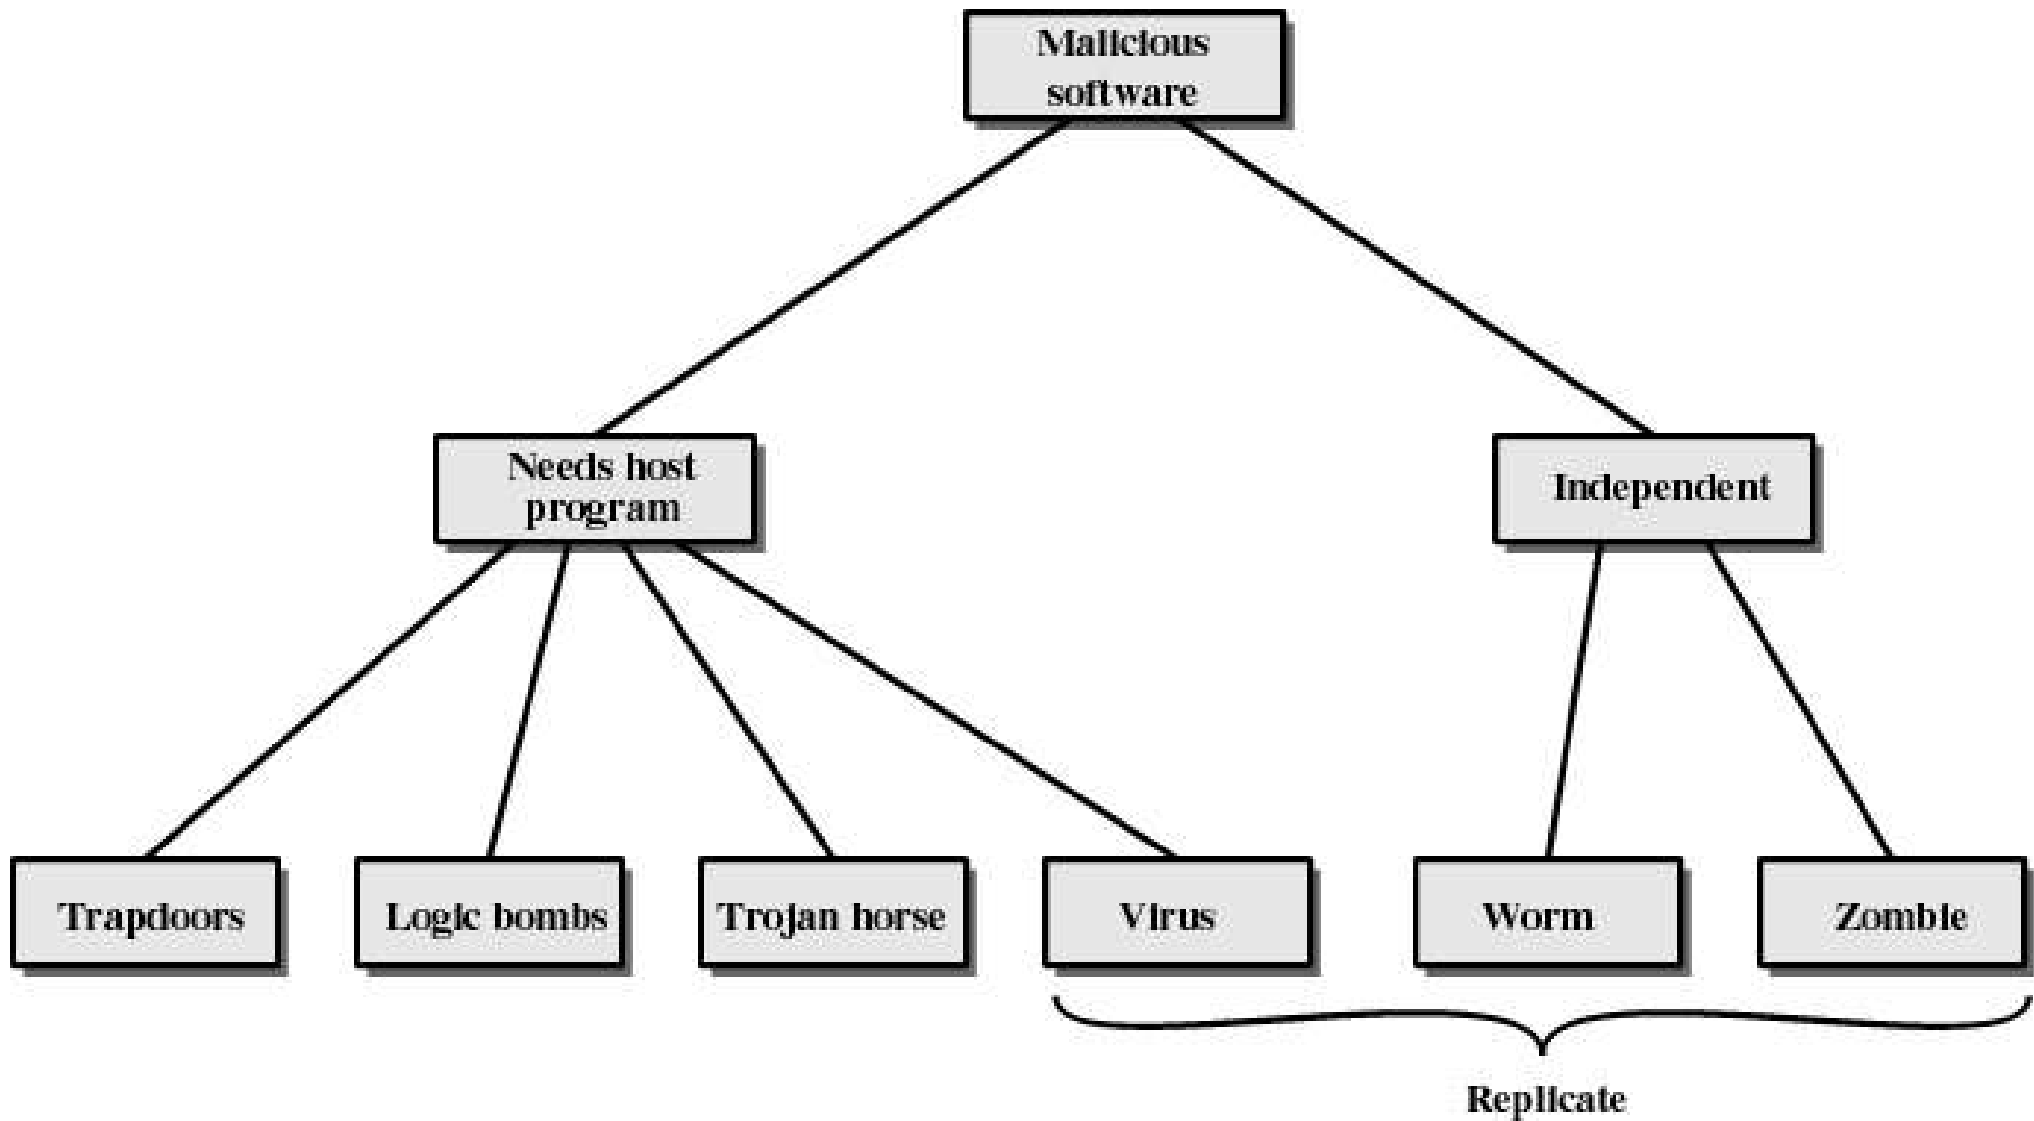 Malicious
software
Needs host
program
Independent
Trapdoors
Logic bombs
Trojan horse
Virus
Worm
Zombie
Replicate